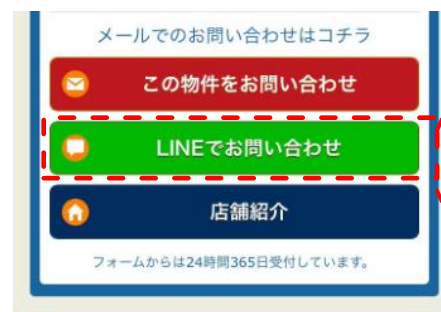 メールでのお問い合わせはコチラ
この物件をお問い合わせ
LINEでお問い合わせ
店舗紹介
フォームからは24時間365日受付しています。